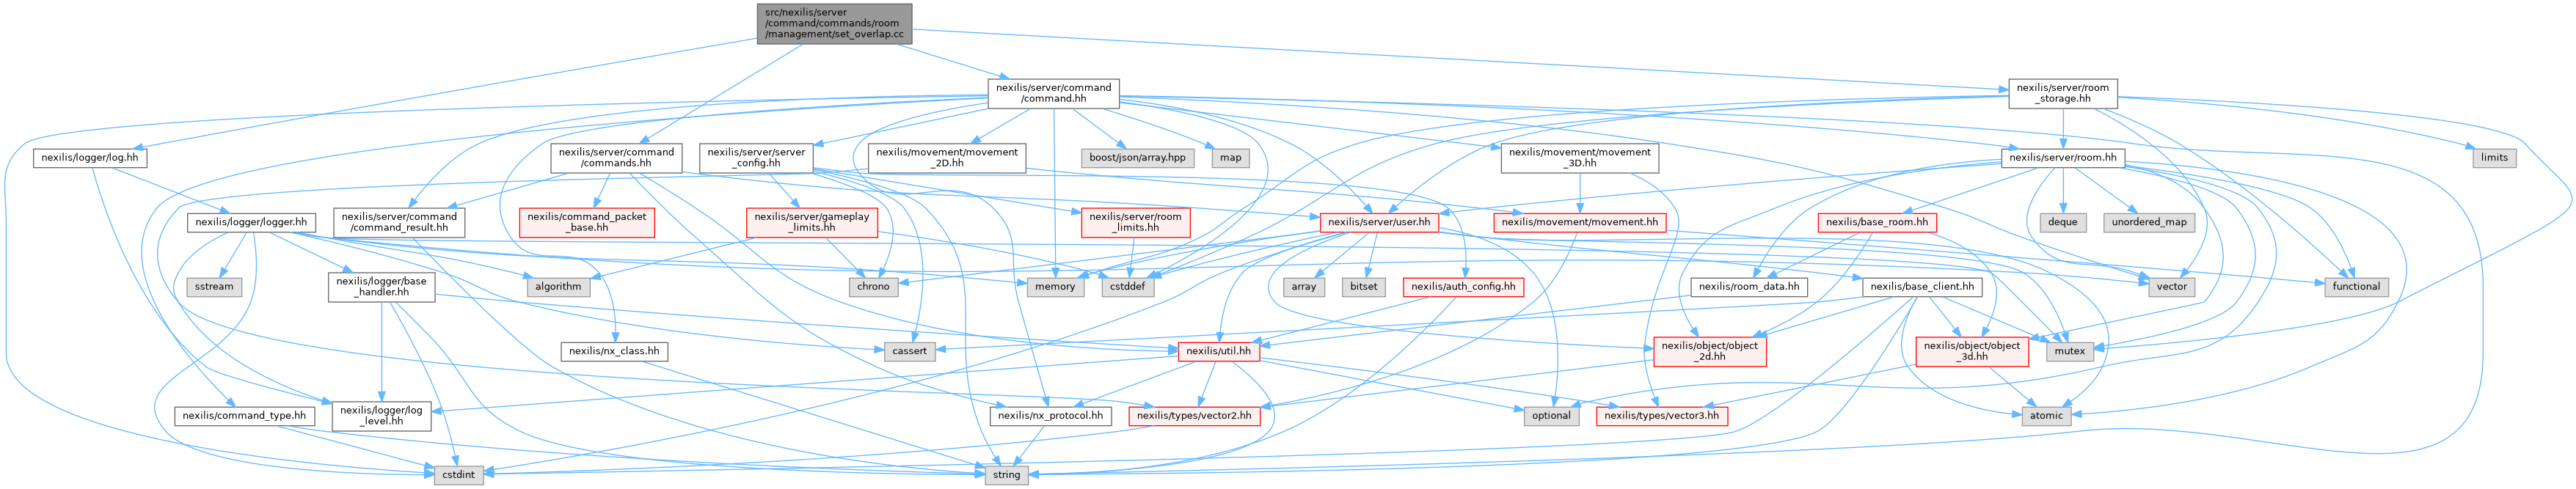 src/nexilis/server
/command/commands/room
/management/set_overlap.cc
nexilis/server/command
/command.hh
nexilis/server/room
_storage.hh
nexilis/logger/log.hh
nexilis/server/command
/commands.hh
nexilis/server/server
_config.hh
nexilis/movement/movement
_2D.hh
boost/json/array.hpp
map
nexilis/movement/movement
_3D.hh
nexilis/server/room.hh
limits
nexilis/logger/logger.hh
nexilis/server/command
/command_result.hh
nexilis/command_packet
_base.hh
nexilis/server/gameplay
_limits.hh
nexilis/server/room
_limits.hh
nexilis/server/user.hh
nexilis/movement/movement.hh
nexilis/base_room.hh
deque
unordered_map
sstream
nexilis/logger/base
_handler.hh
algorithm
chrono
memory
cstddef
array
bitset
nexilis/auth_config.hh
nexilis/room_data.hh
nexilis/base_client.hh
vector
functional
nexilis/nx_class.hh
cassert
nexilis/util.hh
nexilis/object/object
_2d.hh
nexilis/object/object
_3d.hh
mutex
nexilis/command_type.hh
nexilis/logger/log
_level.hh
nexilis/nx_protocol.hh
nexilis/types/vector2.hh
optional
nexilis/types/vector3.hh
atomic
cstdint
string